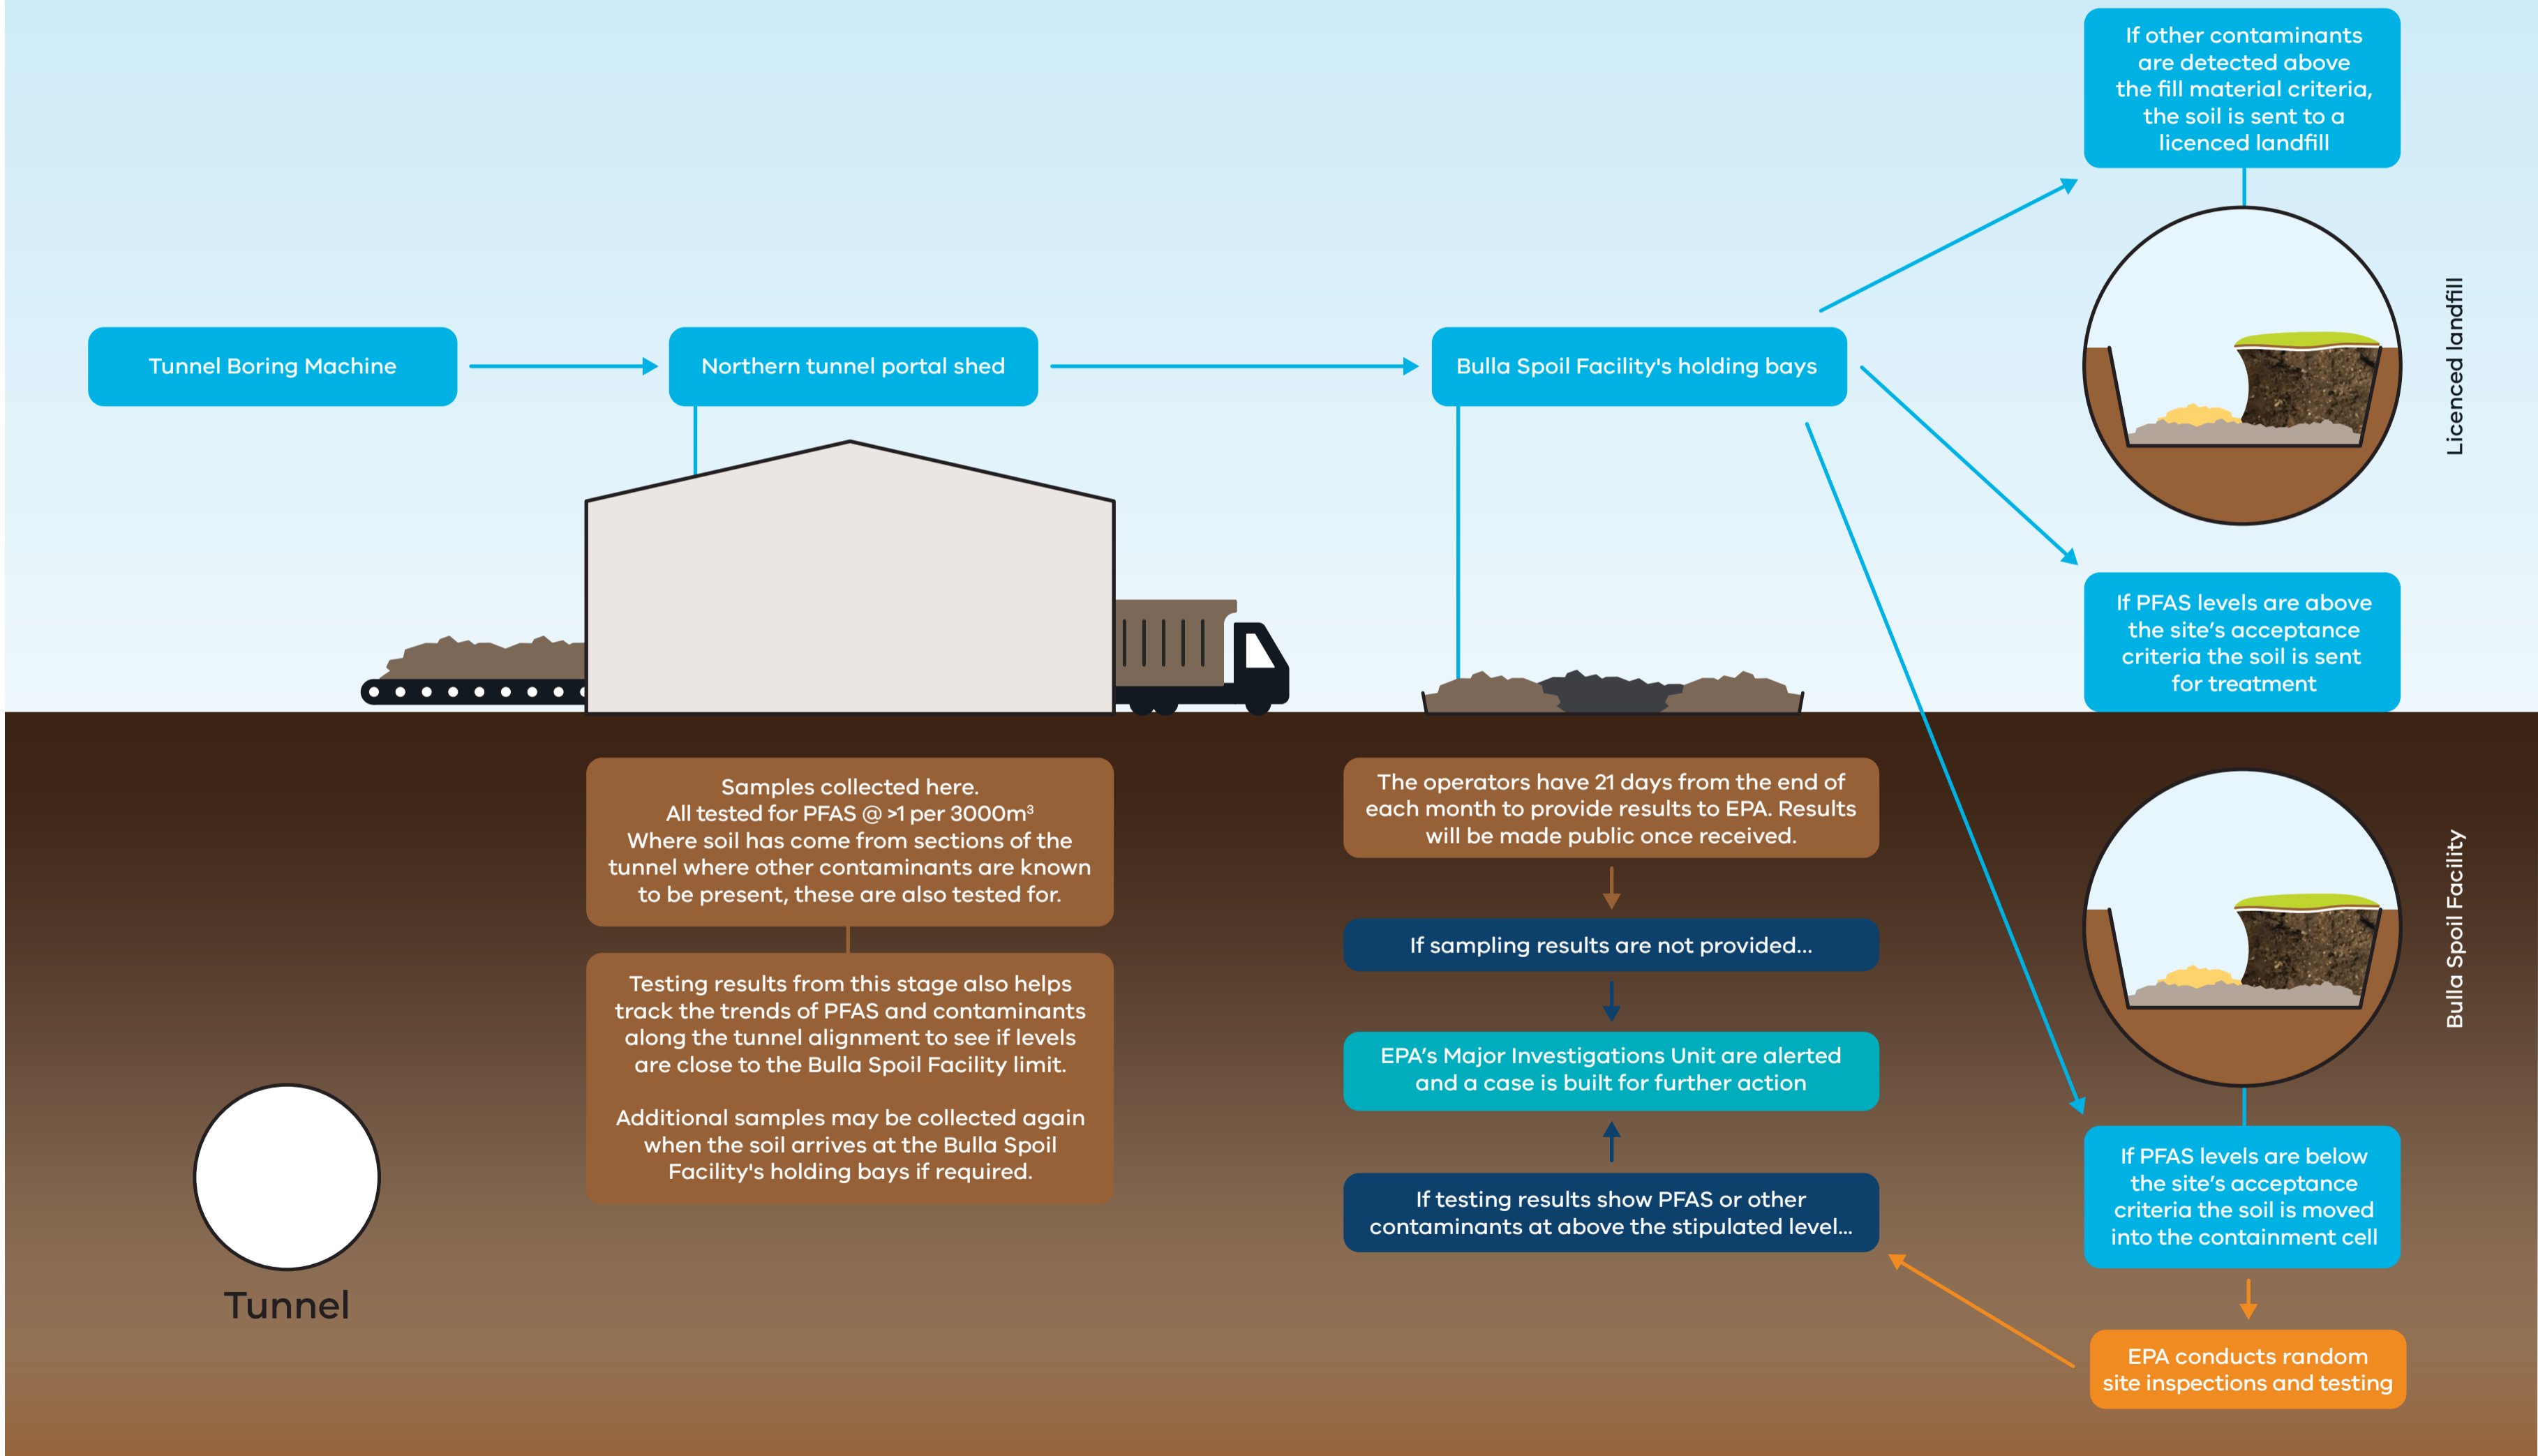 If other contaminants
are detected above
the fill material criteria,
the soil is sent to a
licenced landfill
Licenced landfill
Tunnel Boring Machine
Northern tunnel portal shed
Bulla Spoil Facility's holding bays
If PFAS levels are above
the site's acceptance
criteria the soil is sent
for treatment
Samples collected here.
All tested for PFAS @ >1 per 3000m³
Where soil has come from sections of the
tunnel where other contaminants are known
to be present, these are also tested for.
Testing results from this stage also helps
track the trends of PFAS and contaminants
along the tunnel alignment to see if levels
are close to the Bulla Spoil Facility limit.
Additional samples may be collected again
when the soil arrives at the Bulla Spoil
Facility's holding bays if required.
The operators have 21 days from the end of
each month to provide results to EPA. Results
will be made public once received.
If sampling results are not provided...
EPA's Major Investigations Unit are alerted
and a case is built for further action
If testing results show PFAS or other
contaminants at above the stipulated level...
Bulla Spoil Facility
If PFAS levels are below
the site's acceptance
criteria the soil is moved
into the containment cell
EPA conducts random
site inspections and testing
Tunnel